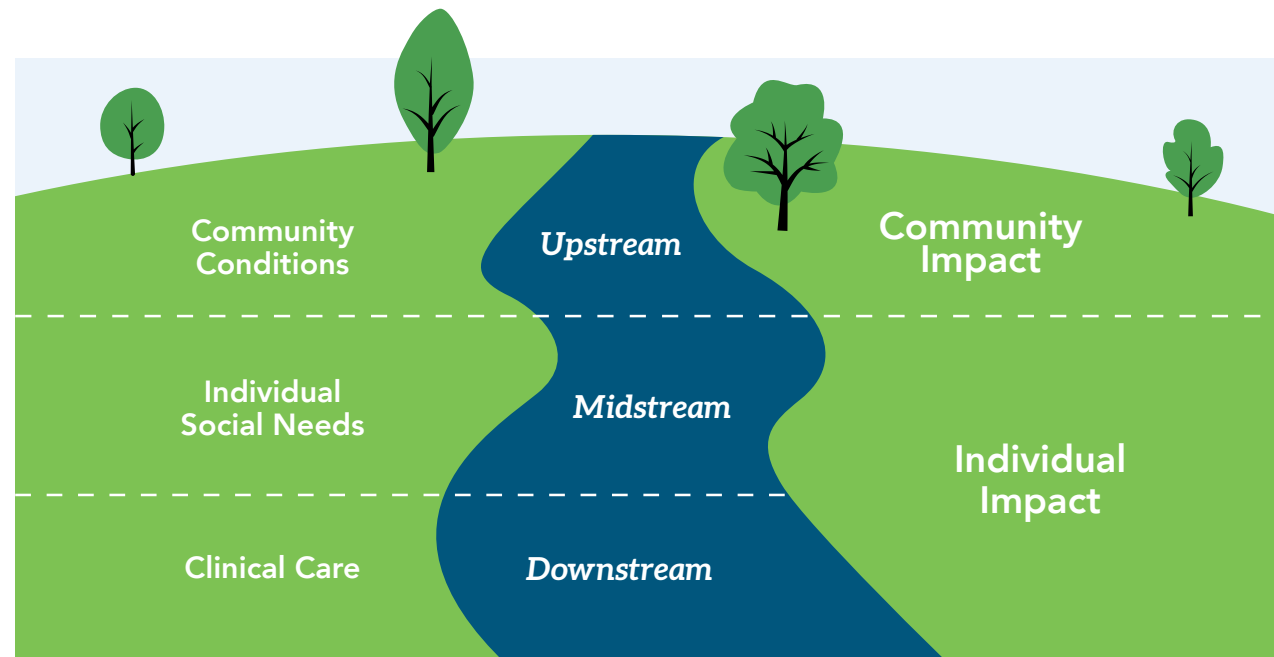 Community
Conditions
Upstream
Community
Impact
Individual
Social Needs
Midstream
Individual
Impact
Clinical Care
Downstream